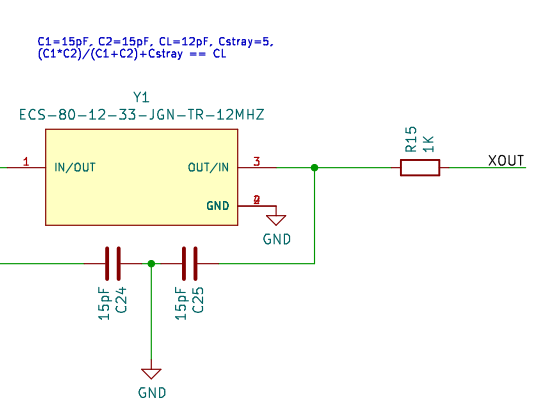 C1=15pF, C2=15pF, CL=12pF, Cstray=5,
(C1*C2)/(C1+C2)+Cstray == CL
Y1
ECS-80-12-33-JGN-TR-12MHZ
1
IN/OUT
OUT/IN
3
GND
GND
R15
1K
XOUT
15pF
C24
15pF
C25
GND